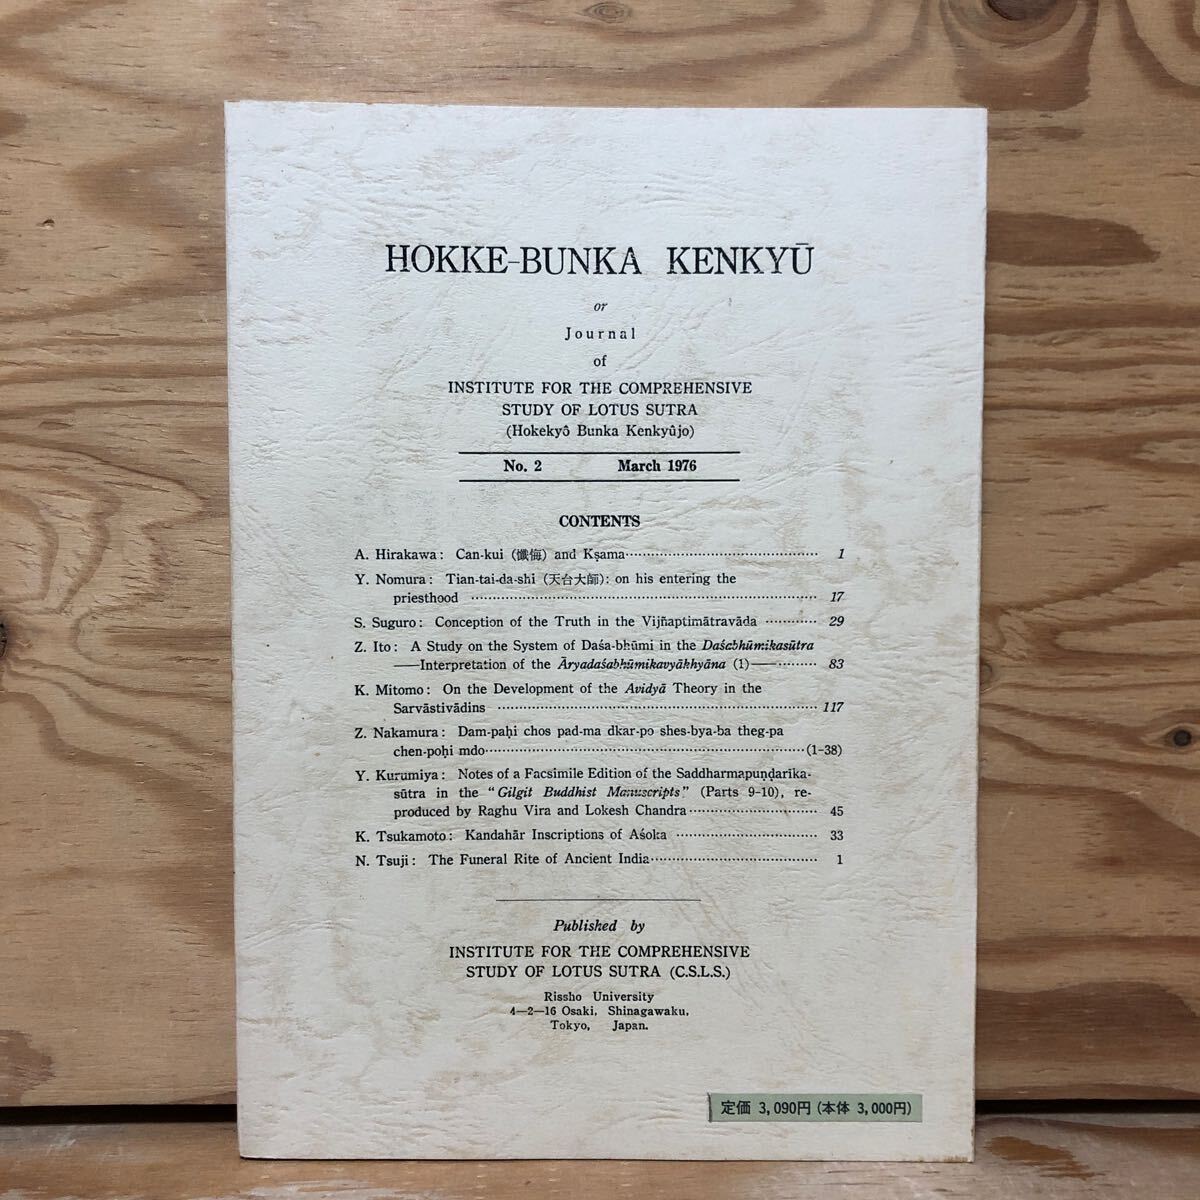 HOKKE-BUNKA KENKYŪ
or
Journal
of
INSTITUTE FOR THE COMPREHENSIVE
STUDY OF LOTUS SUTRA
(Hokekyô Bunka Kenkyûjo)
No. 2 March 1976
CONTENTS
A. Hirakawa: Can-kui (懺悔) and Kṣama 1
Y. Nomura: Tian-tai-da-shi (天台大師): on his entering the
priesthood 17
S. Suguro: Conception of the Truth in the Vijñaptimātravāda 29
Z. Ito: A Study on the System of Daśa-bhūmi in the Daśabhūmikasūtra
——Interpretation of the Āryadaśabhūmikavyākhyāna (1)—— 83
K. Mitomo: On the Development of the Avidyā Theory in the
Sarvāstivādins 117
Z. Nakamura: Dam-paḥi chos pad-ma dkar-po shes-bya-ba theg-pa
chen-poḥi mdo (1-38)
Y. Kurumiya: Notes of a Facsimile Edition of the Saddharmapuṇḍarīka-
sūtra in the "Gilgit Buddhist Manuscripts" (Parts 9-10), re-
produced by Raghu Vira and Lokesh Chandra 45
K. Tsukamoto: Kandahār Inscriptions of Aśoka 33
N. Tsuji: The Funeral Rite of Ancient India 1
Published by
INSTITUTE FOR THE COMPREHENSIVE
STUDY OF LOTUS SUTRA (C.S.L.S.)
Rissho University
4—2—16 Osaki, Shinagawaku,
Tokyo, Japan.
定価 3,090円 (本体 3,000円)